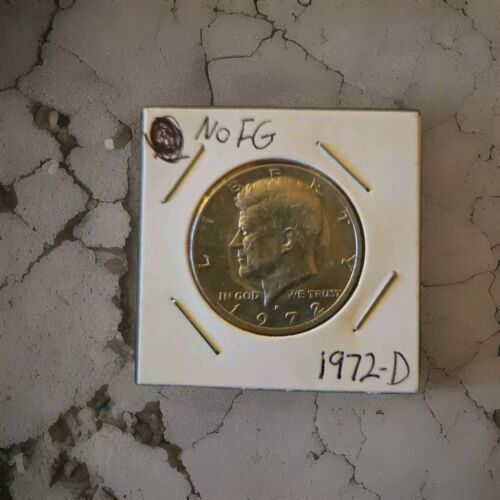 No FG
LIBERTY
IN GOD WE TRUST
D
1972
1972-D